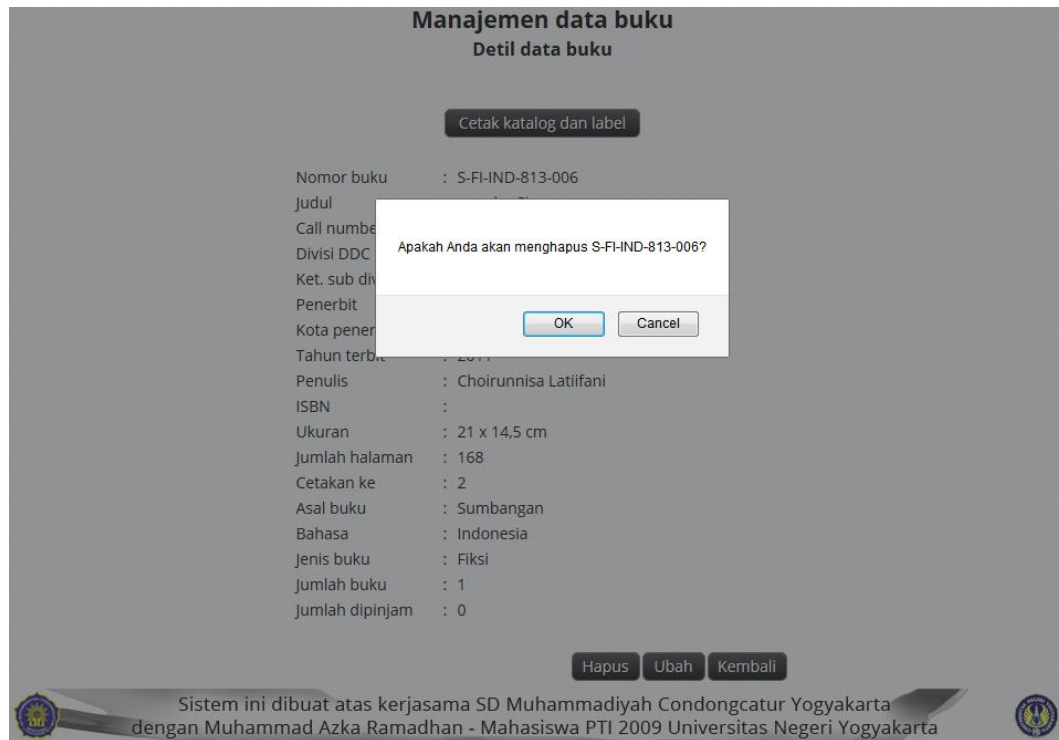 Manajemen data buku
Detil data buku
Cetak katalog dan label
Nomor buku : S-FI-IND-813-006
Judul
Call numbe
Divisi DDC
Ket. sub div
Apakah Anda akan menghapus S-FI-IND-813-006?
OK Cancel
Penerbit
Kota pener
Tahun terbit : 2011
Penulis : Choirunnisa Latiifani
ISBN :
Ukuran : 21 x 14,5 cm
Jumlah halaman : 168
Cetakan ke : 2
Asal buku : Sumbangan
Bahasa : Indonesia
Jenis buku : Fiksi
Jumlah buku : 1
Jumlah dipinjam : 0
Hapus Ubah Kembali
Sistem ini dibuat atas kerjasama SD Muhammadiyah Condongcatur Yogyakarta
dengan Muhammad Azka Ramadhan - Mahasiswa PTI 2009 Universitas Negeri Yogyakarta